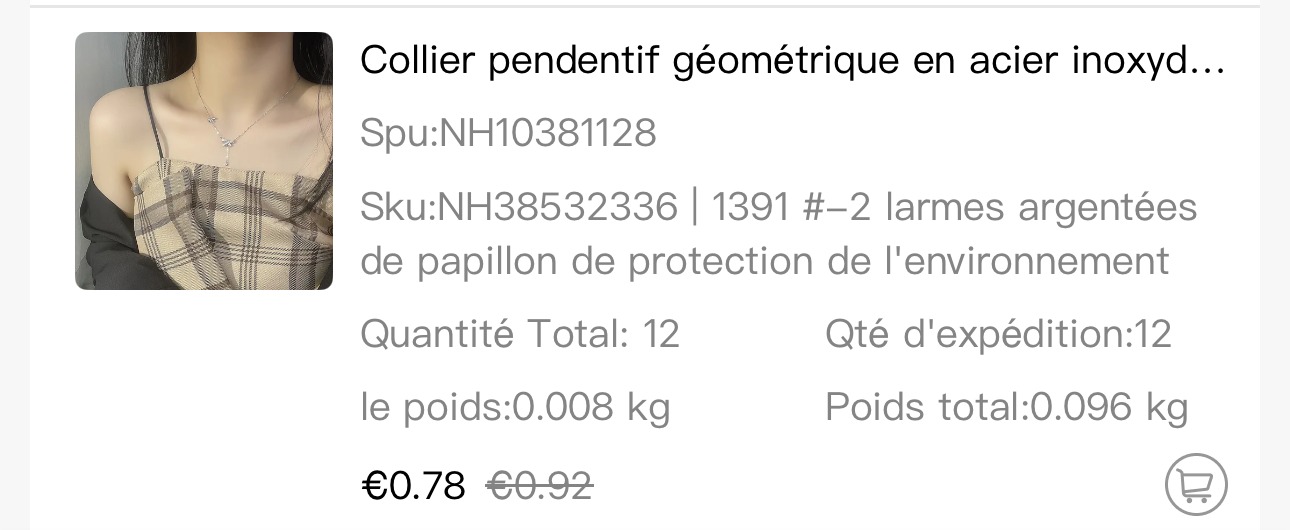 Collier pendentif géométrique en acier inoxyd...
Spu:NH10381128
Sku:NH38532336 | 1391 #–2 larmes argentées
de papillon de protection de l'environnement
Quantité Total: 12 Qté d'expédition:12
le poids:0.008 kg Poids total:0.096 kg
€0.78 €0.92